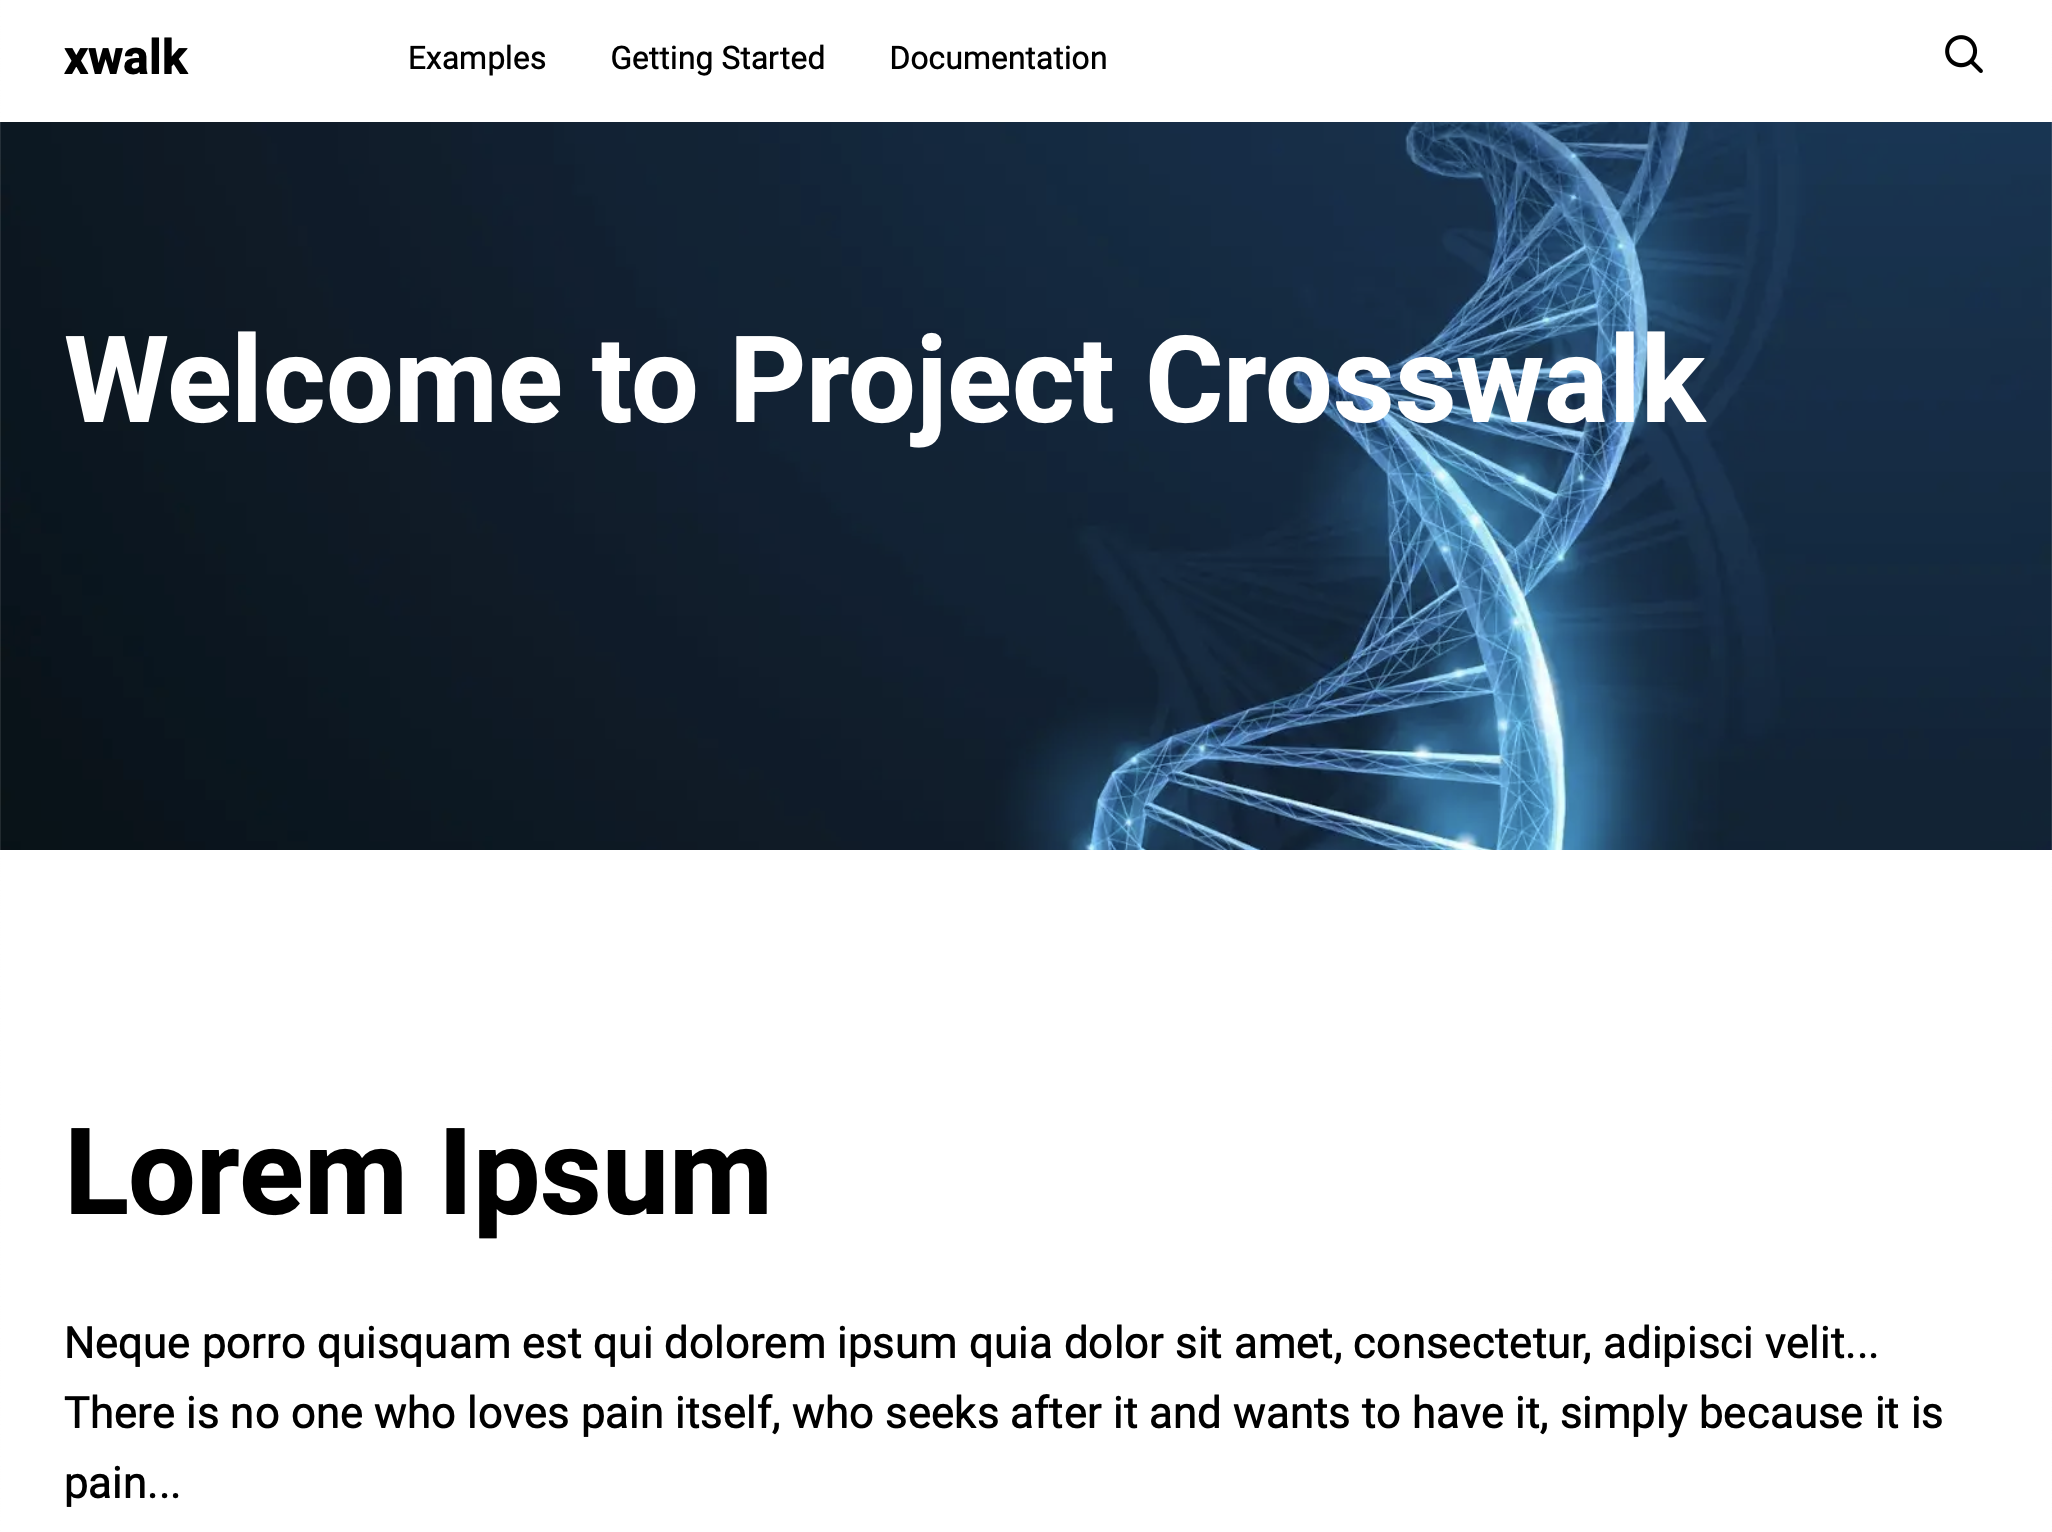 xwalk
Examples
Getting Started
Documentation
Welcome to Project Crosswalk
Lorem Ipsum
Neque porro quisquam est qui dolorem ipsum quia dolor sit amet, consectetur, adipisci velit...
There is no one who loves pain itself, who seeks after it and wants to have it, simply because it is
pain...